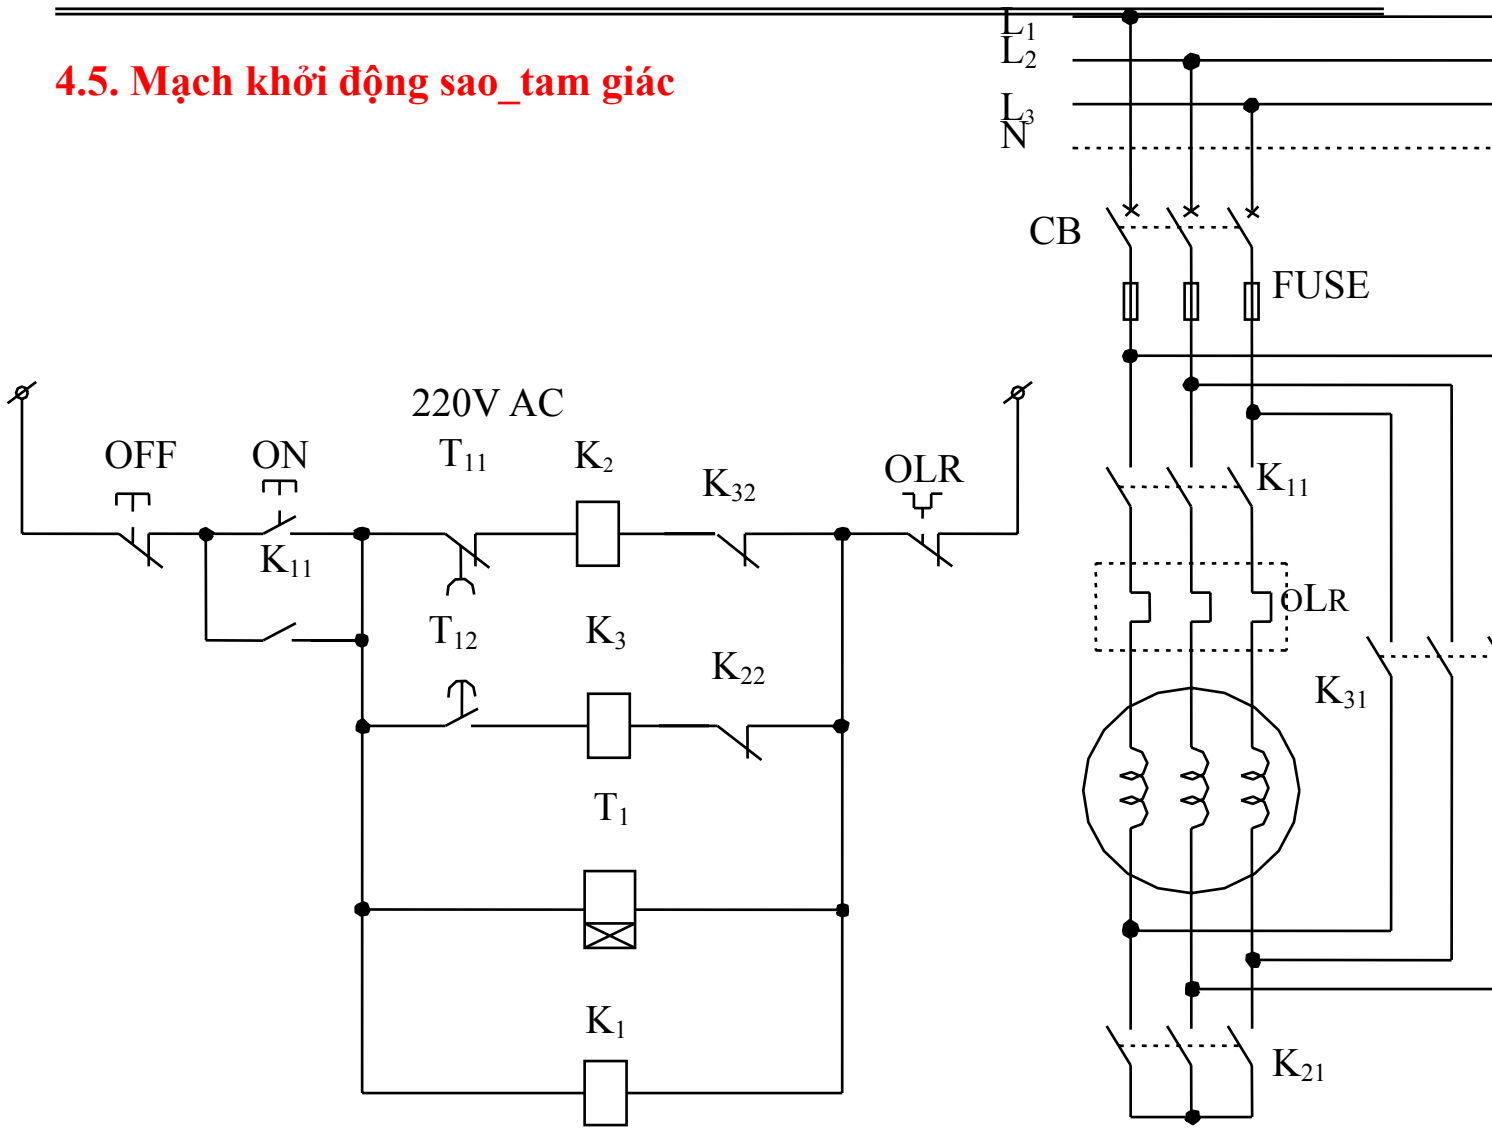 4.5. Mạch khởi động sao_tam giác
L1
L2
L3
N
CB
FUSE
220V AC
OFF
ON
T11
K2
K32
OLR
K11
K11
T12
K3
K22
OLR
K31
T1
K1
K21